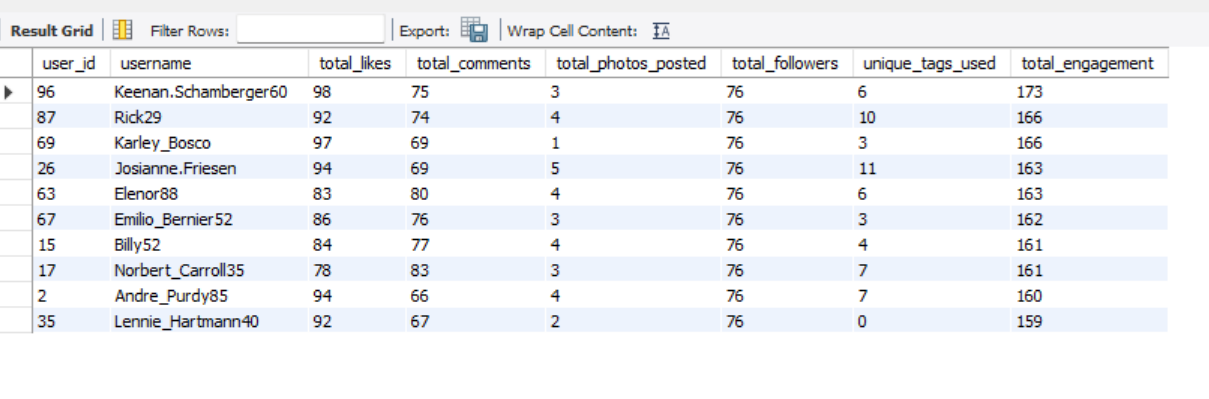 Result Grid Filter Rows: Export: Wrap Cell Content: IA
user_id username total_likes total_comments total_photos_posted total_followers unique_tags_used total_engagement
96 Keenan.Schamberger60 98 75 3 76 6 173
87 Rick29 92 74 4 76 10 166
69 Karley_Bosco 97 69 1 76 3 166
26 Josianne.Friesen 94 69 5 76 11 163
63 Elenor88 83 80 4 76 6 163
67 Emilio_Bernier52 86 76 3 76 3 162
15 Billy52 84 77 4 76 4 161
17 Norbert_Carroll35 78 83 3 76 7 161
2 Andre_Purdy85 94 66 4 76 7 160
35 Lennie_Hartmann40 92 67 2 76 0 159